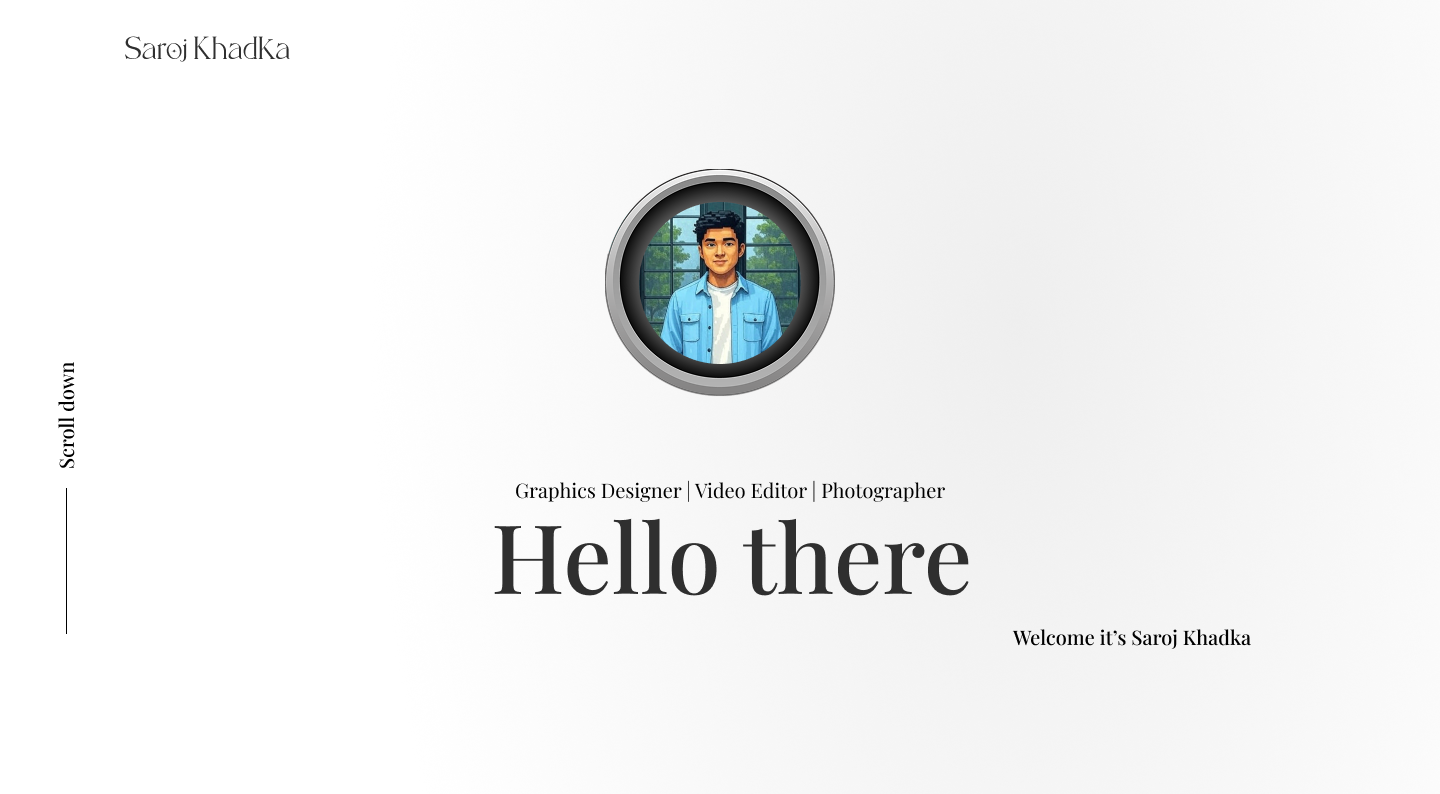 Saroj Khadka
Scroll down
Graphics Designer | Video Editor | Photographer
Hello there
Welcome it’s Saroj Khadka